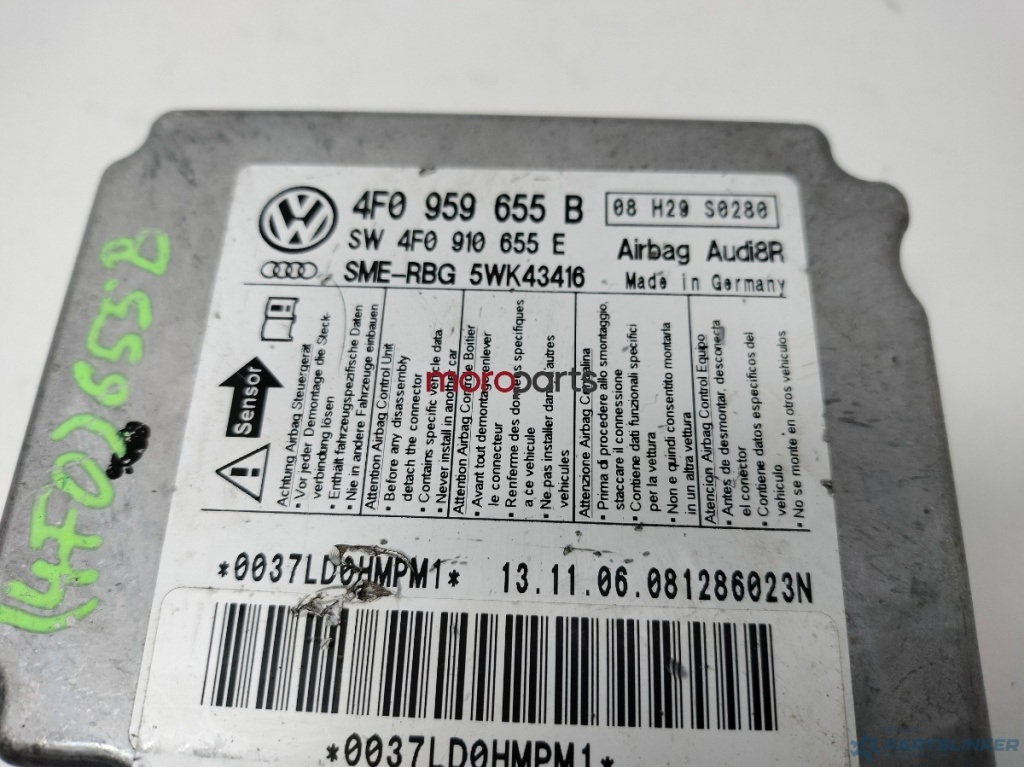 4F0 959 655 B
08 H29 S0280
SW 4F0 910 655 E
Airbag Audi8R
SME-RBG 5WK43416
Made in Germany
Sensor
Achtung Airbag Steuergerät
• Vor jeder Demontage die Steck-
verbindung lösen
• Enthält fahrzeugspezifische Daten
• Nie in andere Fahrzeuge einbauen
Attention Airbag Control Unit
• Before any disassembly
detach the connector
• Contains specific vehicle data
• Never install in another car
Attention Airbag Controle Boitier
• Avant tout demontage, enlever
le connecteur
• Renferme des données specifiques
a ce vehicule
• Ne pas installer dans d'autres
vehicules
Attenzione Airbag Centralina
• Prima di procedere allo smontaggio,
staccare il connessione
• Contiene dati funzionali specifici
per la vettura
• Non e quindi consentito montarla
in un altra vettura
Atencion Airbag Control Equipo
• Antes de desmontar, desconecta
el conector
• Contiene datos especificos del
vehiculo
• No se monte en otros vehiculos
*0037LD0HMPM1* 13.11.06.081286023N
*0037LD0HMPM1*
moroparts
PARTSLINKER